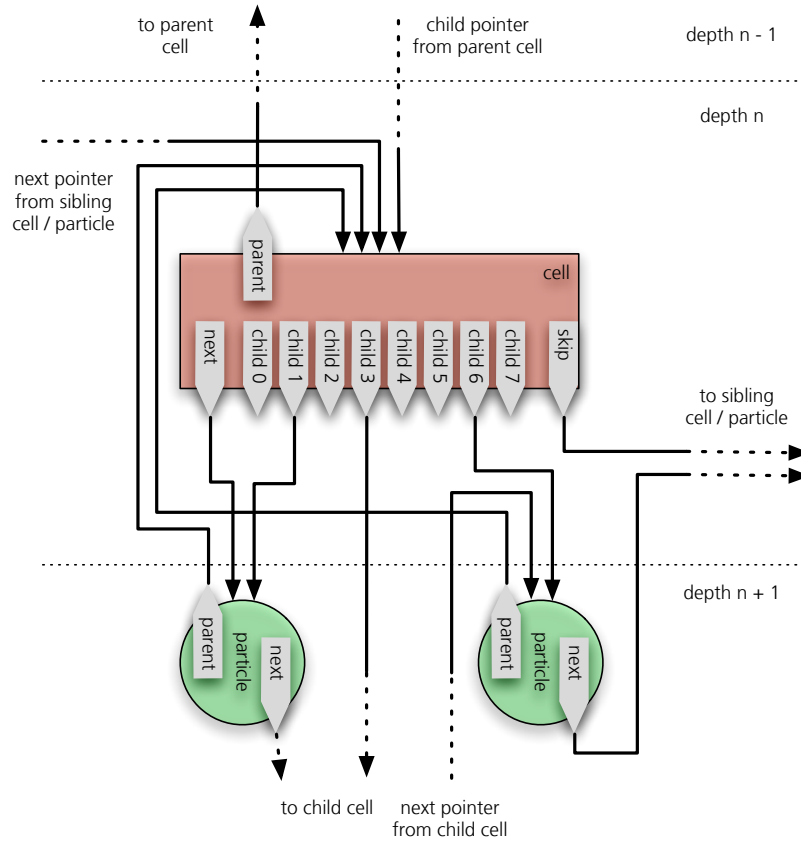 to parent
cell
child pointer
from parent cell
depth n - 1
depth n
next pointer
from sibling
cell / particle
parent
cell
next
child 0
child 1
child 2
child 3
child 4
child 5
child 6
child 7
skip
to sibling
cell / particle
depth n + 1
parent
particle
next
parent
particle
next
to child cell
next pointer
from child cell